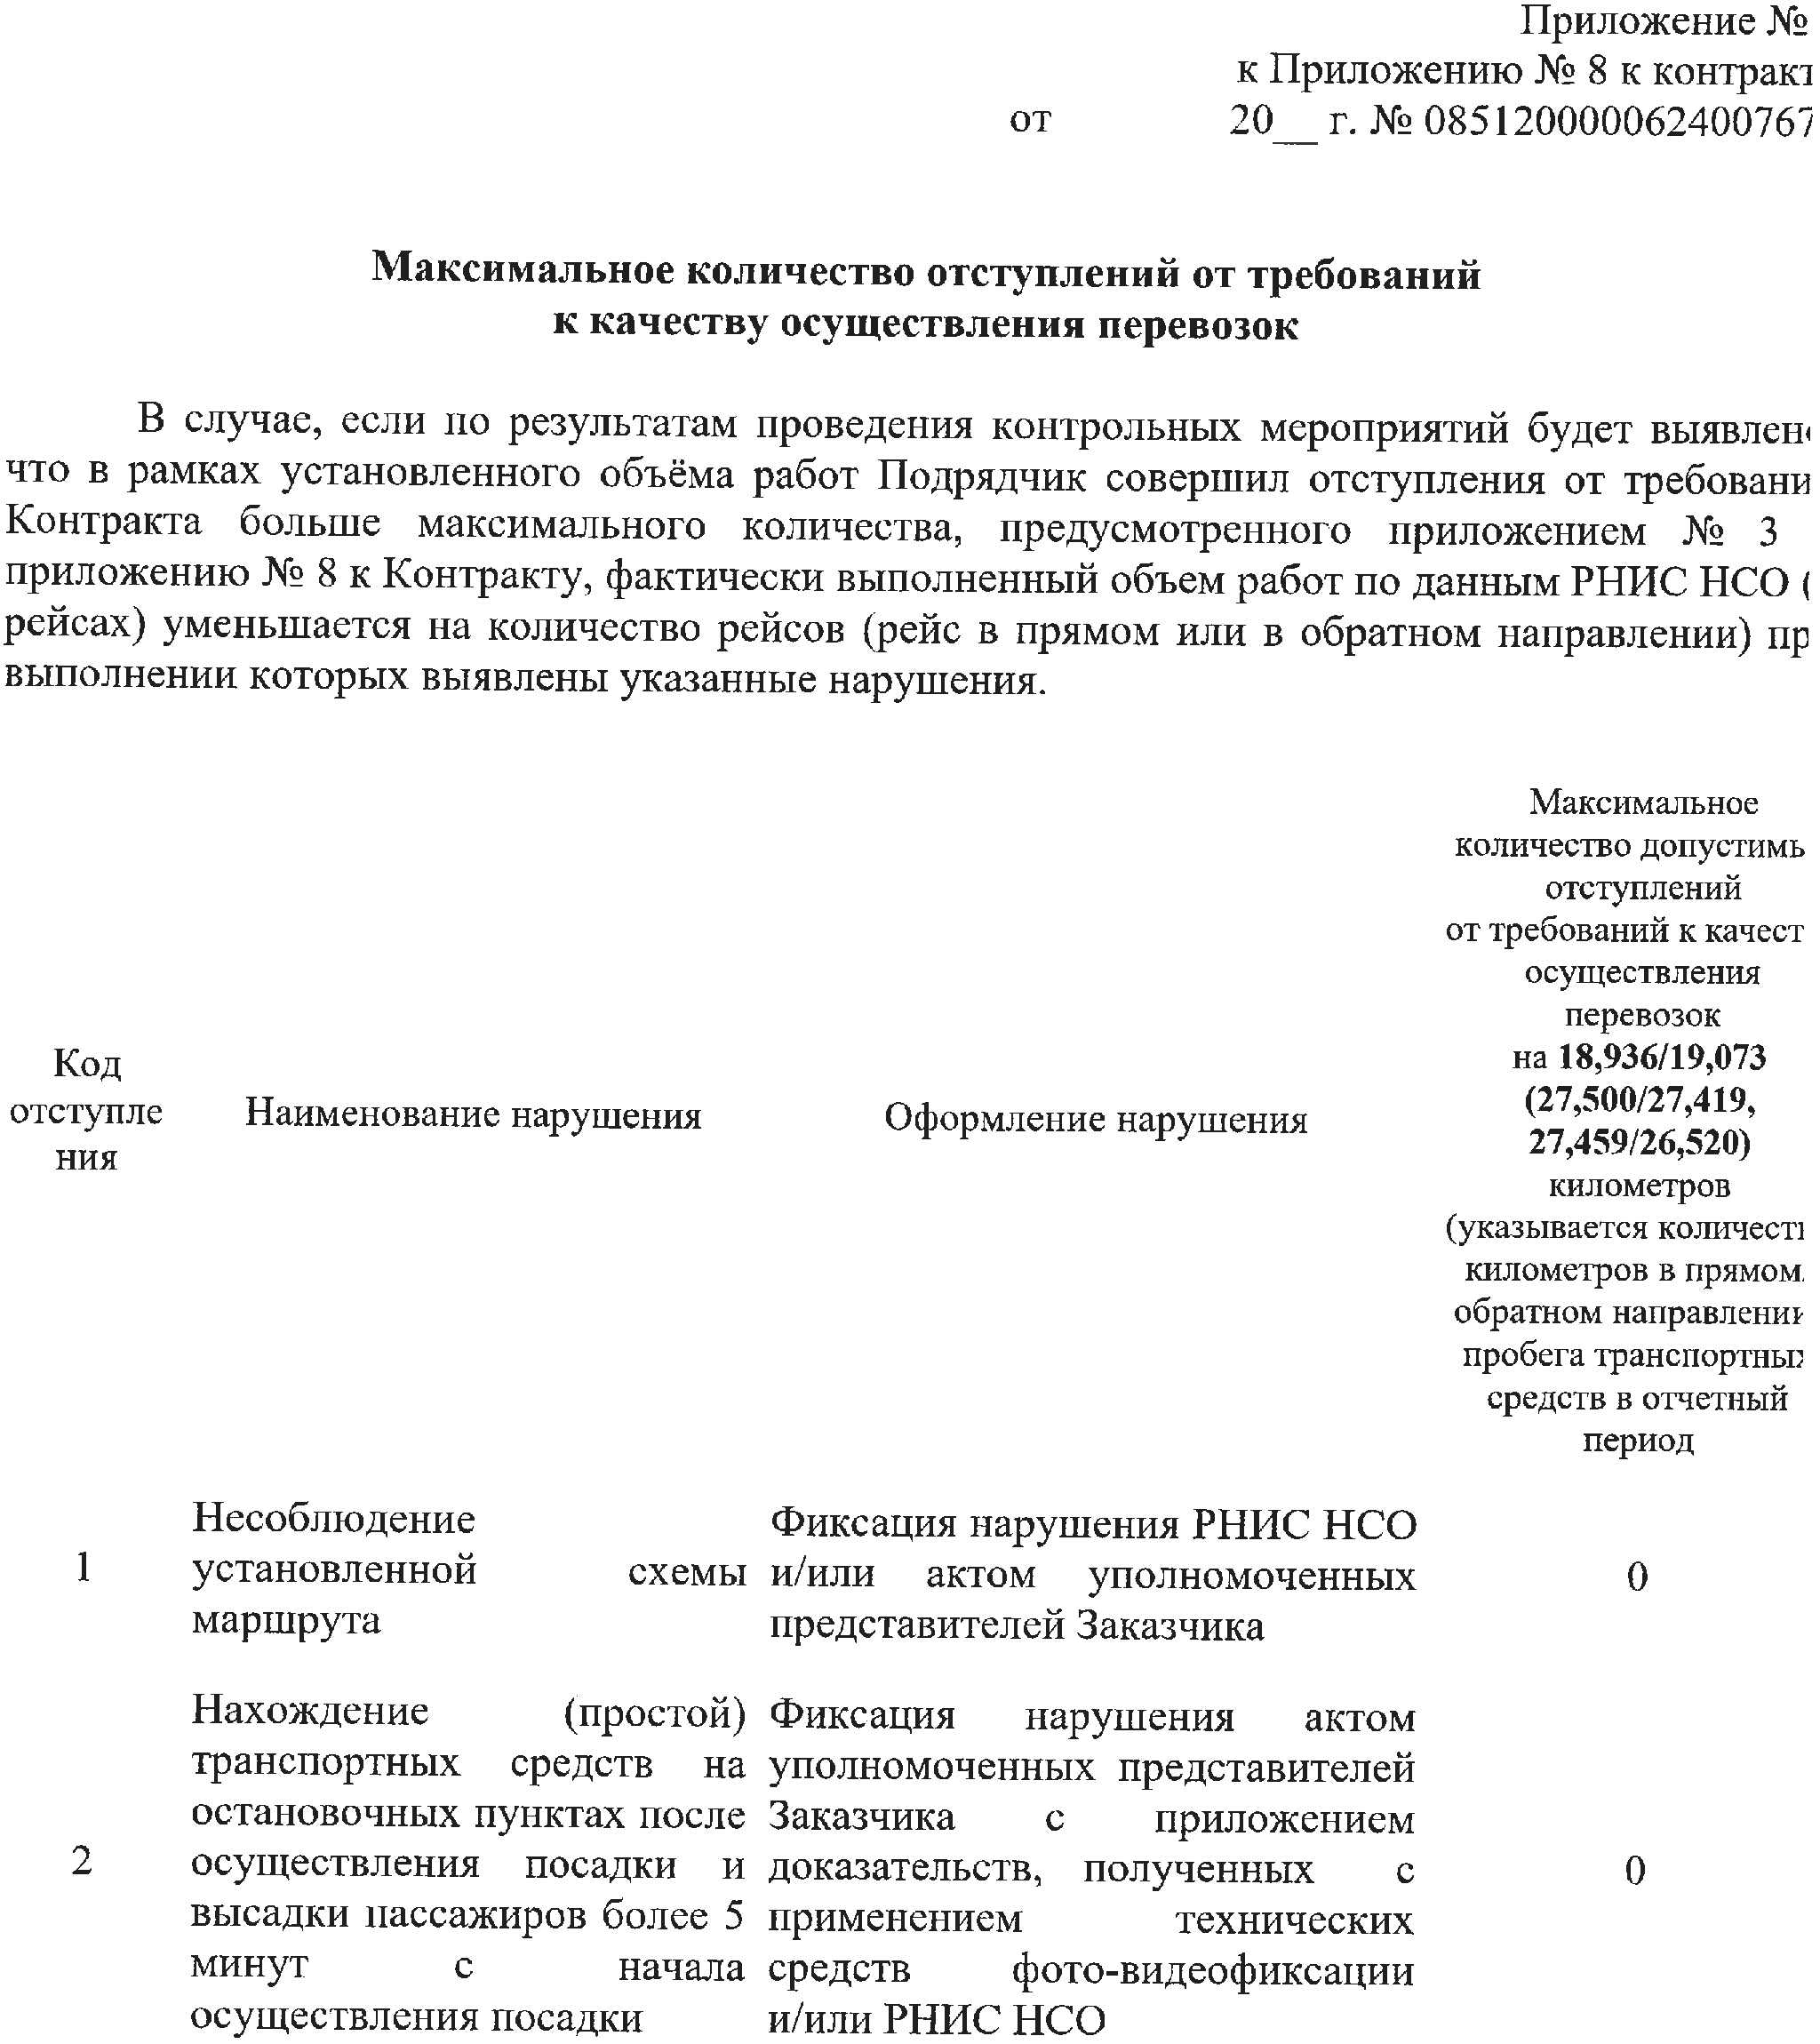 Приложение №
к Приложению № 8 к контракт
от 20__ г. № 085120000062400767
Максимальное количество отступлений от требований
к качеству осуществления перевозок
В случае, если по результатам проведения контрольных мероприятий будет выявлен
что в рамках установленного объёма работ Подрядчик совершил отступления от требовани
Контракта больше максимального количества, предусмотренного приложением № 3
приложению № 8 к Контракту, фактически выполненный объем работ по данным РНИС НСО (
рейсах) уменьшается на количество рейсов (рейс в прямом или в обратном направлении) пр
выполнении которых выявлены указанные нарушения.
Код
отступле
ния
Наименование нарушения
Оформление нарушения
Максимальное
количество допустимы
отступлений
от требований к качест
осуществления
перевозок
на 18,936/19,073
(27,500/27,419,
27,459/26,520)
километров
(указывается количест
километров в прямом
обратном направлени
пробега транспортны
средств в отчетный
период
1
Несоблюдение
установленной схемы
маршрута
Фиксация нарушения РНИС НСО
и/или актом уполномоченных
представителей Заказчика
0
2
Нахождение (простой)
транспортных средств на
остановочных пунктах после
осуществления посадки и
высадки пассажиров более 5
минут с начала
осуществления посадки
Фиксация нарушения актом
уполномоченных представителей
Заказчика с приложением
доказательств, полученных с
применением технических
средств фото-видеофиксации
и/или РНИС НСО
0